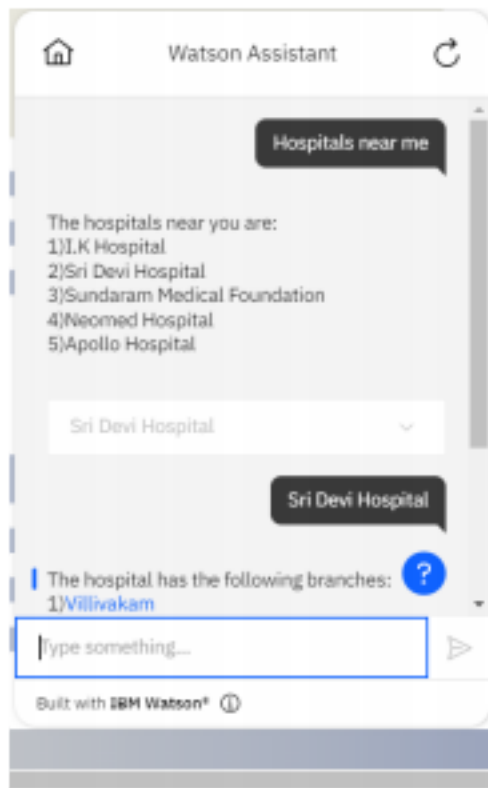 Watson Assistant
Hospitals near me
The hospitals near you are:
1)I.K Hospital
2)Sri Devi Hospital
3)Sundaram Medical Foundation
4)Neomed Hospital
5)Apollo Hospital
Sri Devi Hospital
Sri Devi Hospital
?
The hospital has the following branches:
1)Villivakam
Type something...
Built with IBM Watson®